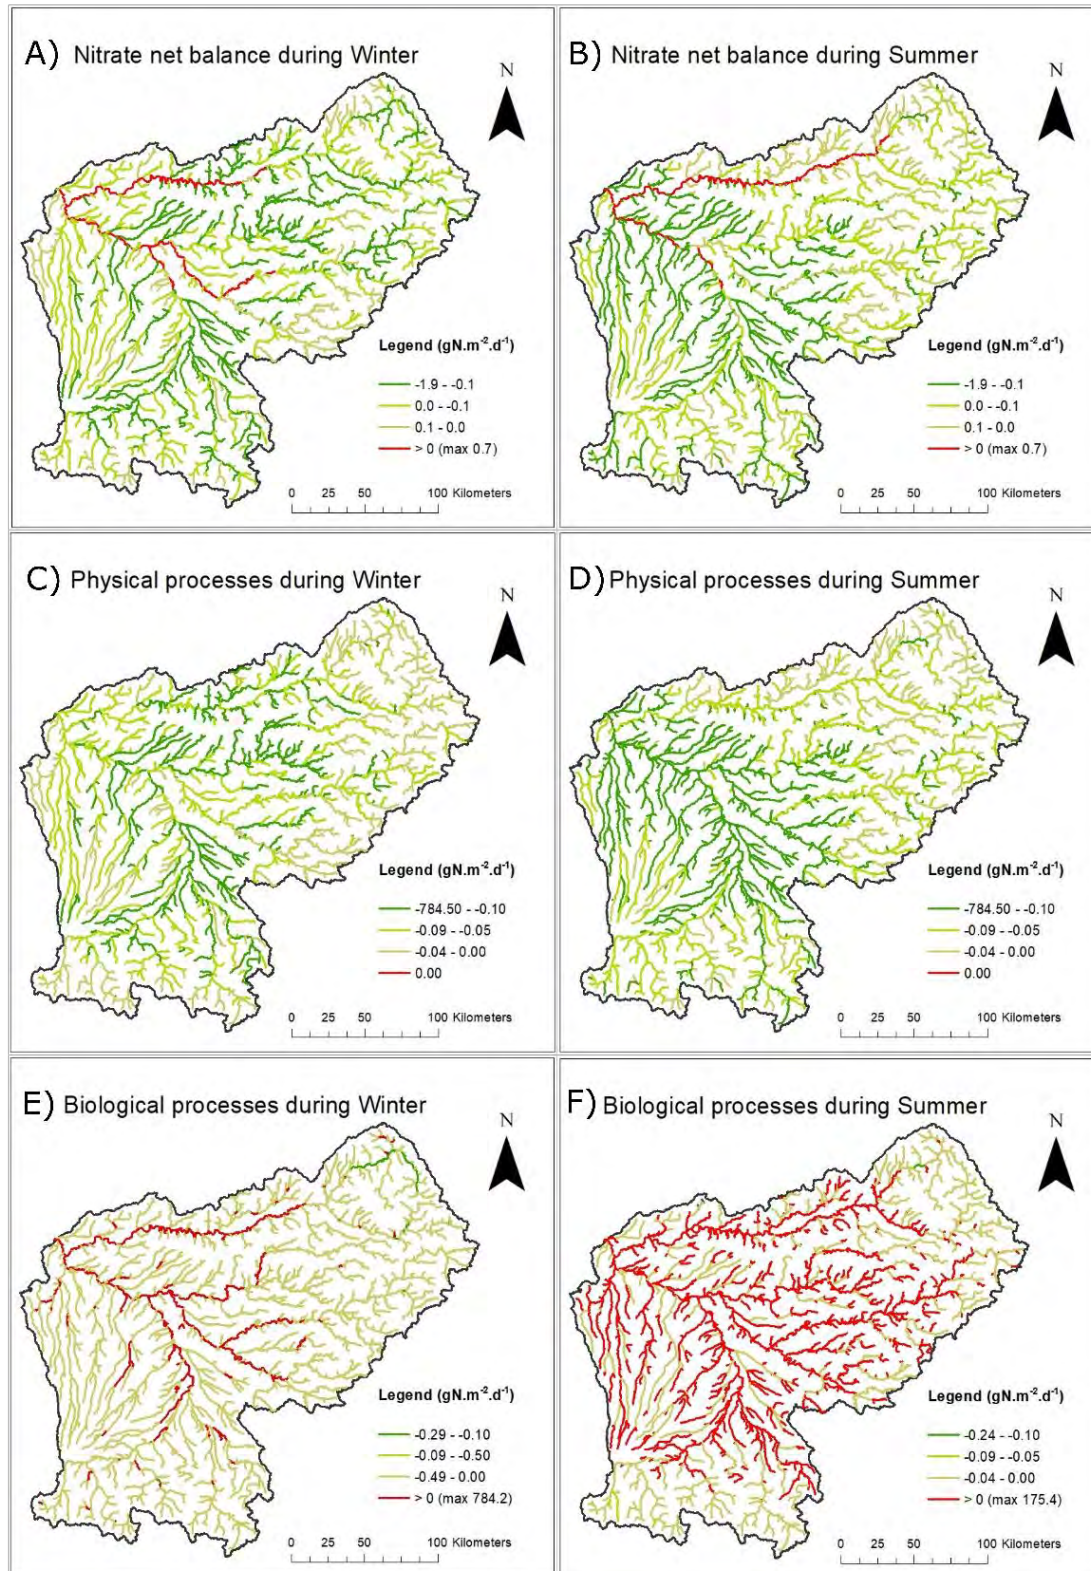 A) Nitrate net balance during Winter
N
Legend (gN.m-2.d-1)
-1.9 - -0.1
0.0 - -0.1
0.1 - 0.0
> 0 (max 0.7)
0 25 50 100 Kilometers
B) Nitrate net balance during Summer
N
Legend (gN.m-2.d-1)
-1.9 - -0.1
0.0 - -0.1
0.1 - 0.0
> 0 (max 0.7)
0 25 50 100 Kilometers
C) Physical processes during Winter
N
Legend (gN.m-2.d-1)
-784.50 - -0.10
-0.09 - -0.05
-0.04 - 0.00
0.00
0 25 50 100 Kilometers
D) Physical processes during Summer
N
Legend (gN.m-2.d-1)
-784.50 - -0.10
-0.09 - -0.05
-0.04 - 0.00
0.00
0 25 50 100 Kilometers
E) Biological processes during Winter
N
Legend (gN.m-2.d-1)
-0.29 - -0.10
-0.09 - -0.50
-0.49 - 0.00
> 0 (max 784.2)
0 25 50 100 Kilometers
F) Biological processes during Summer
N
Legend (gN.m-2.d-1)
-0.24 - -0.10
-0.09 - -0.05
-0.04 - 0.00
> 0 (max 175.4)
0 25 50 100 Kilometers